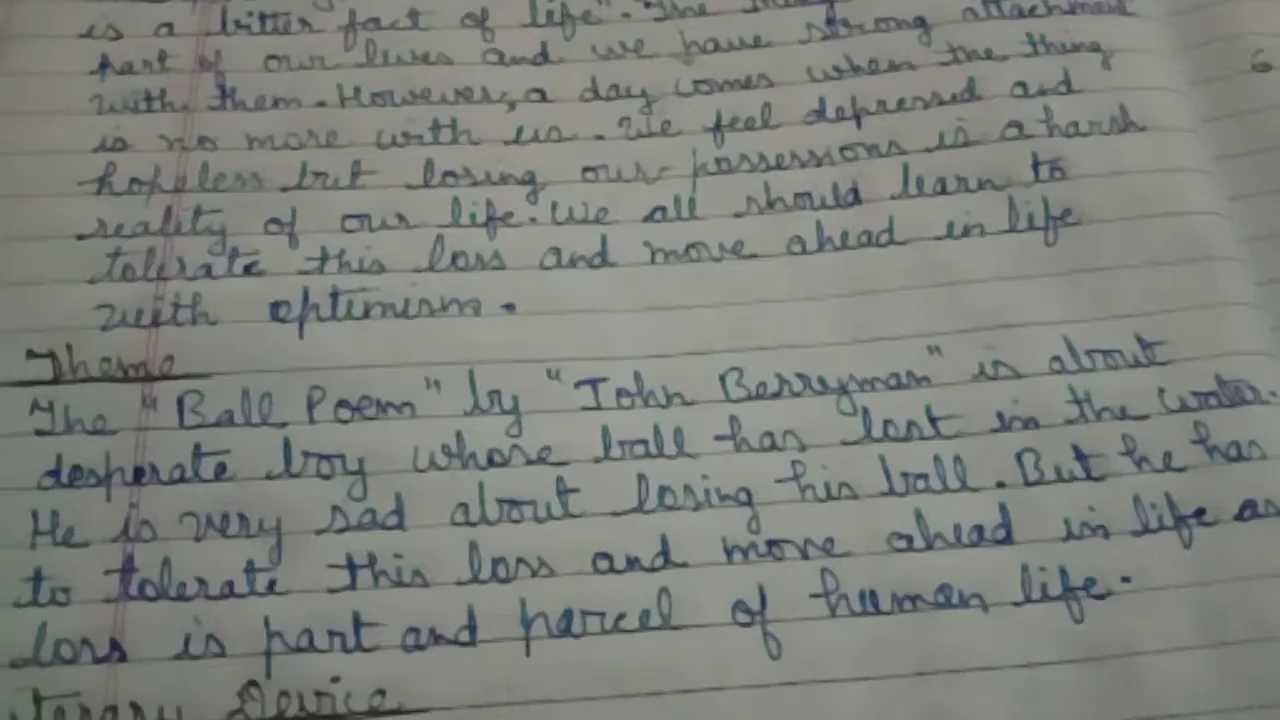 is a bitter fact of life". The
part of our lives and we have strong attachment
with them. However, a day comes when the thing
is no more with us. We feel depressed and
hopeless but losing our possessions is a harsh
reality of our life. We all should learn to
tolerate this loss and move ahead in life
with optimism.
Theme
The "Ball Poem" by "John Berryman" is about
desperate boy whose ball has lost in the water.
He is very sad about losing his ball. But he has
to tolerate this loss and move ahead in life as
loss is part and parcel of human life.
Device